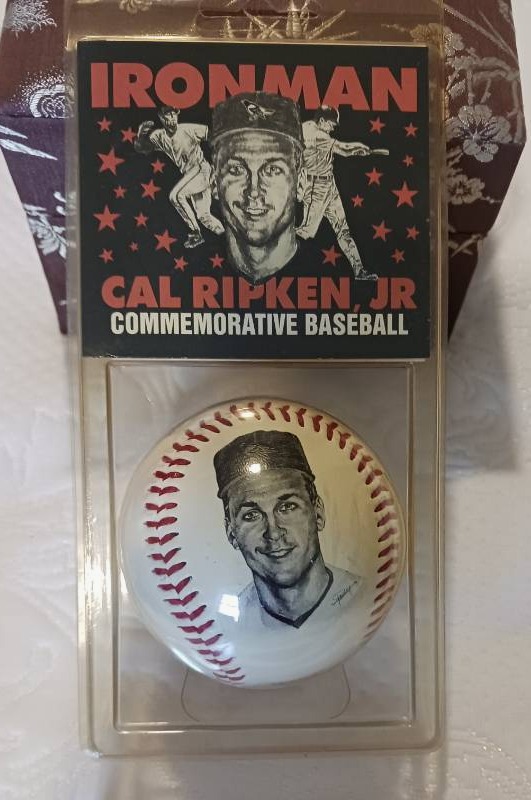 IRONMAN
CAL RIPKEN, JR
COMMEMORATIVE BASEBALL